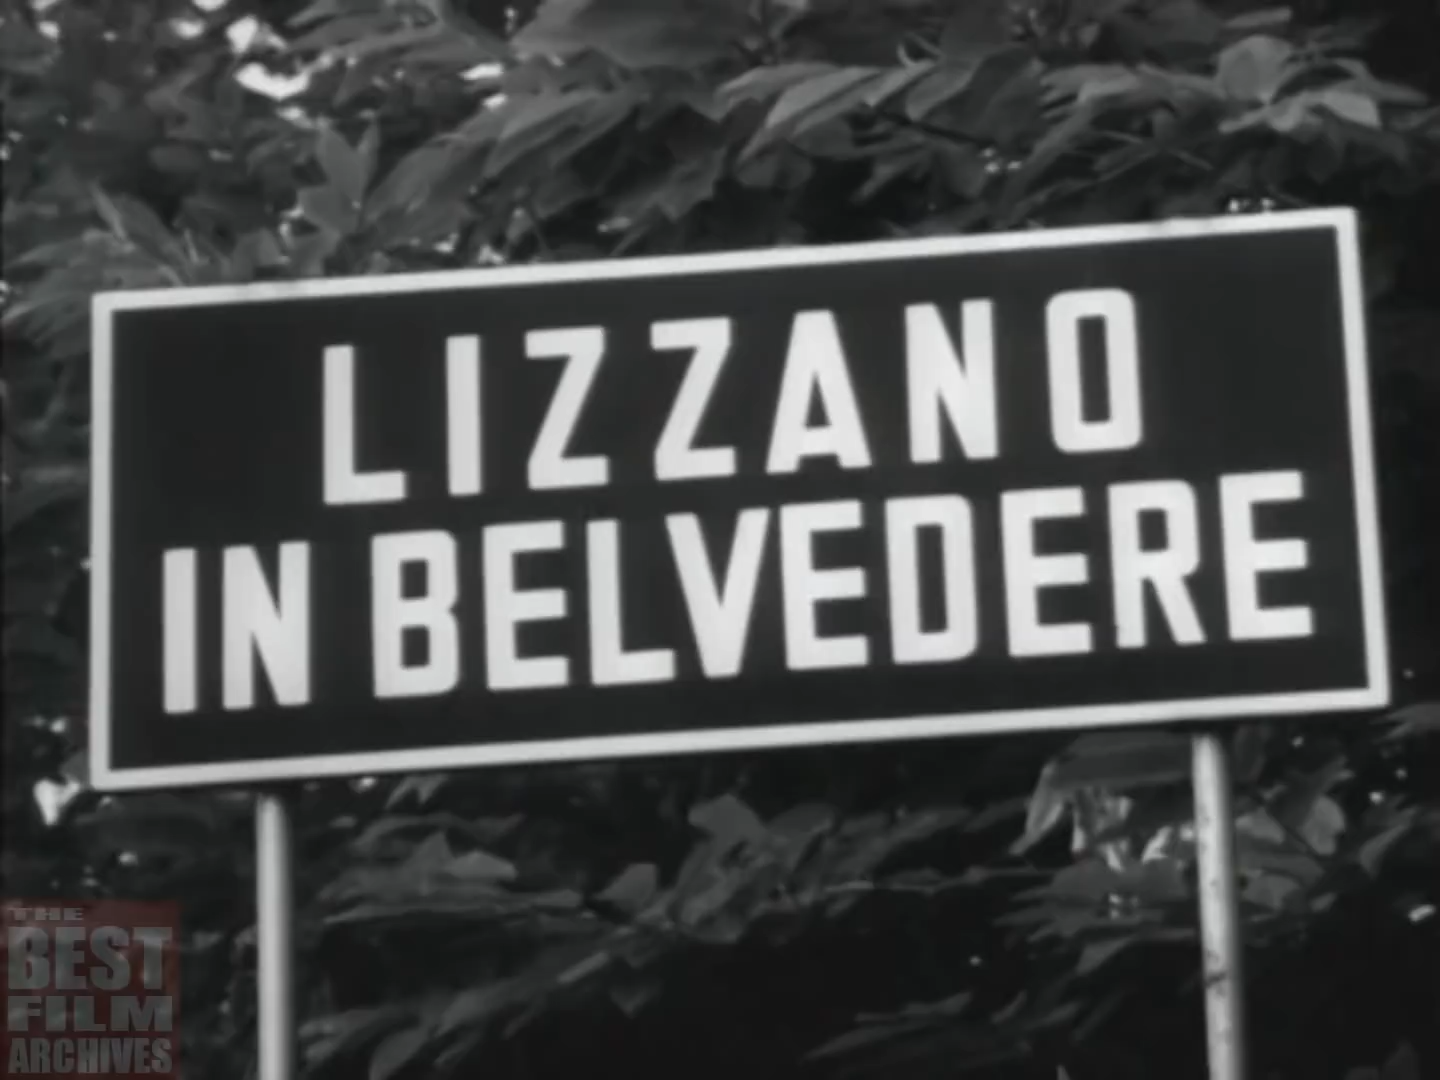 LIZZANO
IN BELVEDERE
THE
BEST
FILM
ARCHIVES